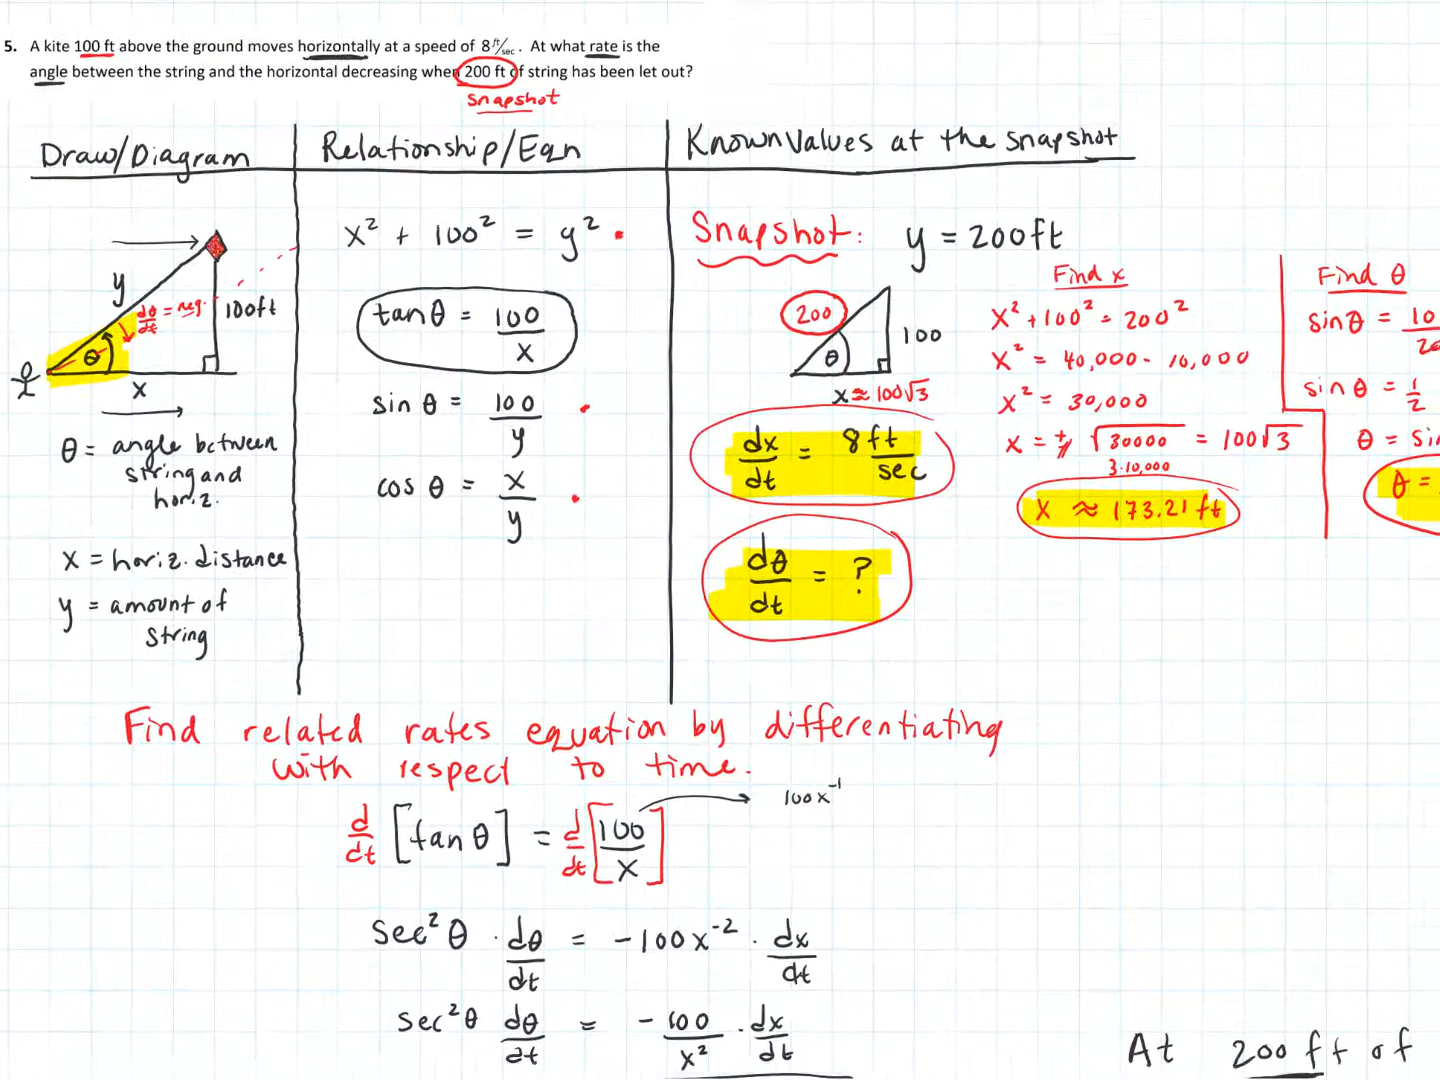 5. A kite 100 ft above the ground moves horizontally at a speed of 8 ft/sec. At what rate is the
angle between the string and the horizontal decreasing when 200 ft of string has been let out?
Snapshot
Draw/Diagram
y
dθ/dt = neg.
100ft
θ
x
θ = angle between
string and
horiz.
x = horiz. distance
y = amount of
string
Relationship/Eqn
x² + 100² = y²
tanθ = 100/x
sin θ = 100/y
cos θ = x/y
Known Values at the snapshot
Snapshot: y = 200ft
200
100
θ
x ≈ 100√3
dx/dt = 8ft/sec
dθ/dt = ?
Find x
x² + 100² = 200²
x² = 40,000 - 10,000
x² = 30,000
x = +/- √30000 = 100√3
3·10,000
x ≈ 173.21 ft
Find θ
sinθ = 10
20
sin θ = 1/2
θ = sin
θ =
Find related rates equation by differentiating
with respect to time.
d/dt [tan θ] = d/dt [100/x]
100x⁻¹
sec² θ · dθ/dt = -100x⁻² · dx/dt
sec²θ dθ/dt = -100/x² · dx/dt
At 200 ft of